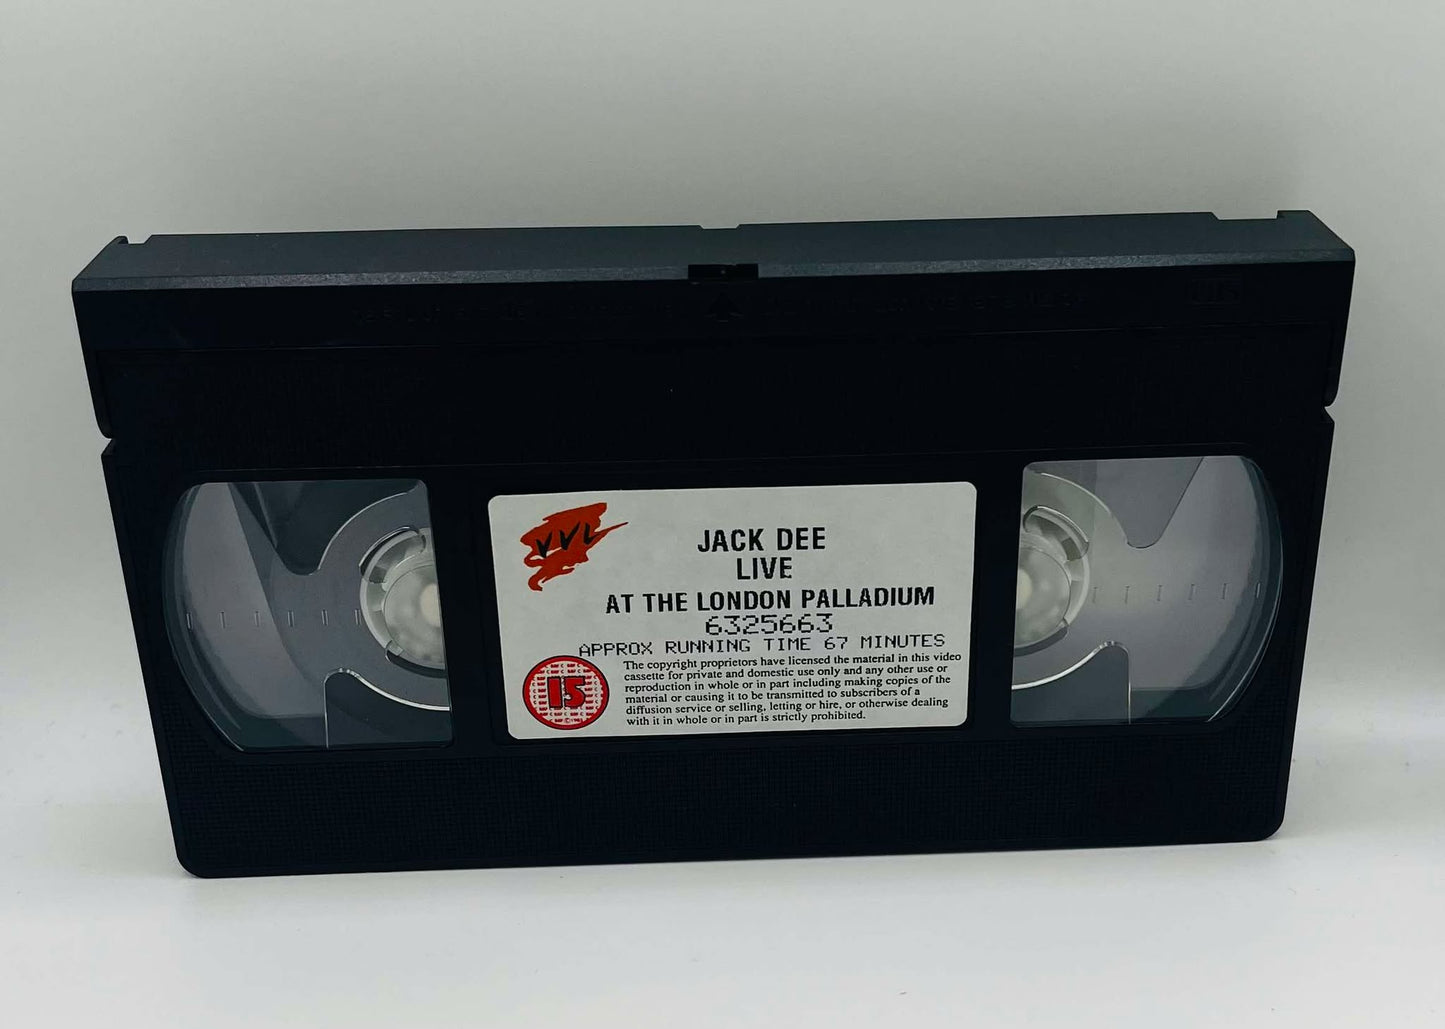 VHS
VVL
JACK DEE
LIVE
AT THE LONDON PALLADIUM
6325663
APPROX RUNNING TIME 67 MINUTES
15
The copyright proprietors have licensed the material in this video
cassette for private and domestic use only and any other use or
reproduction in whole or in part including making copies of the
material or causing it to be transmitted to subscribers of a
diffusion service or selling, letting or hire, or otherwise dealing
with it in whole or in part is strictly prohibited.